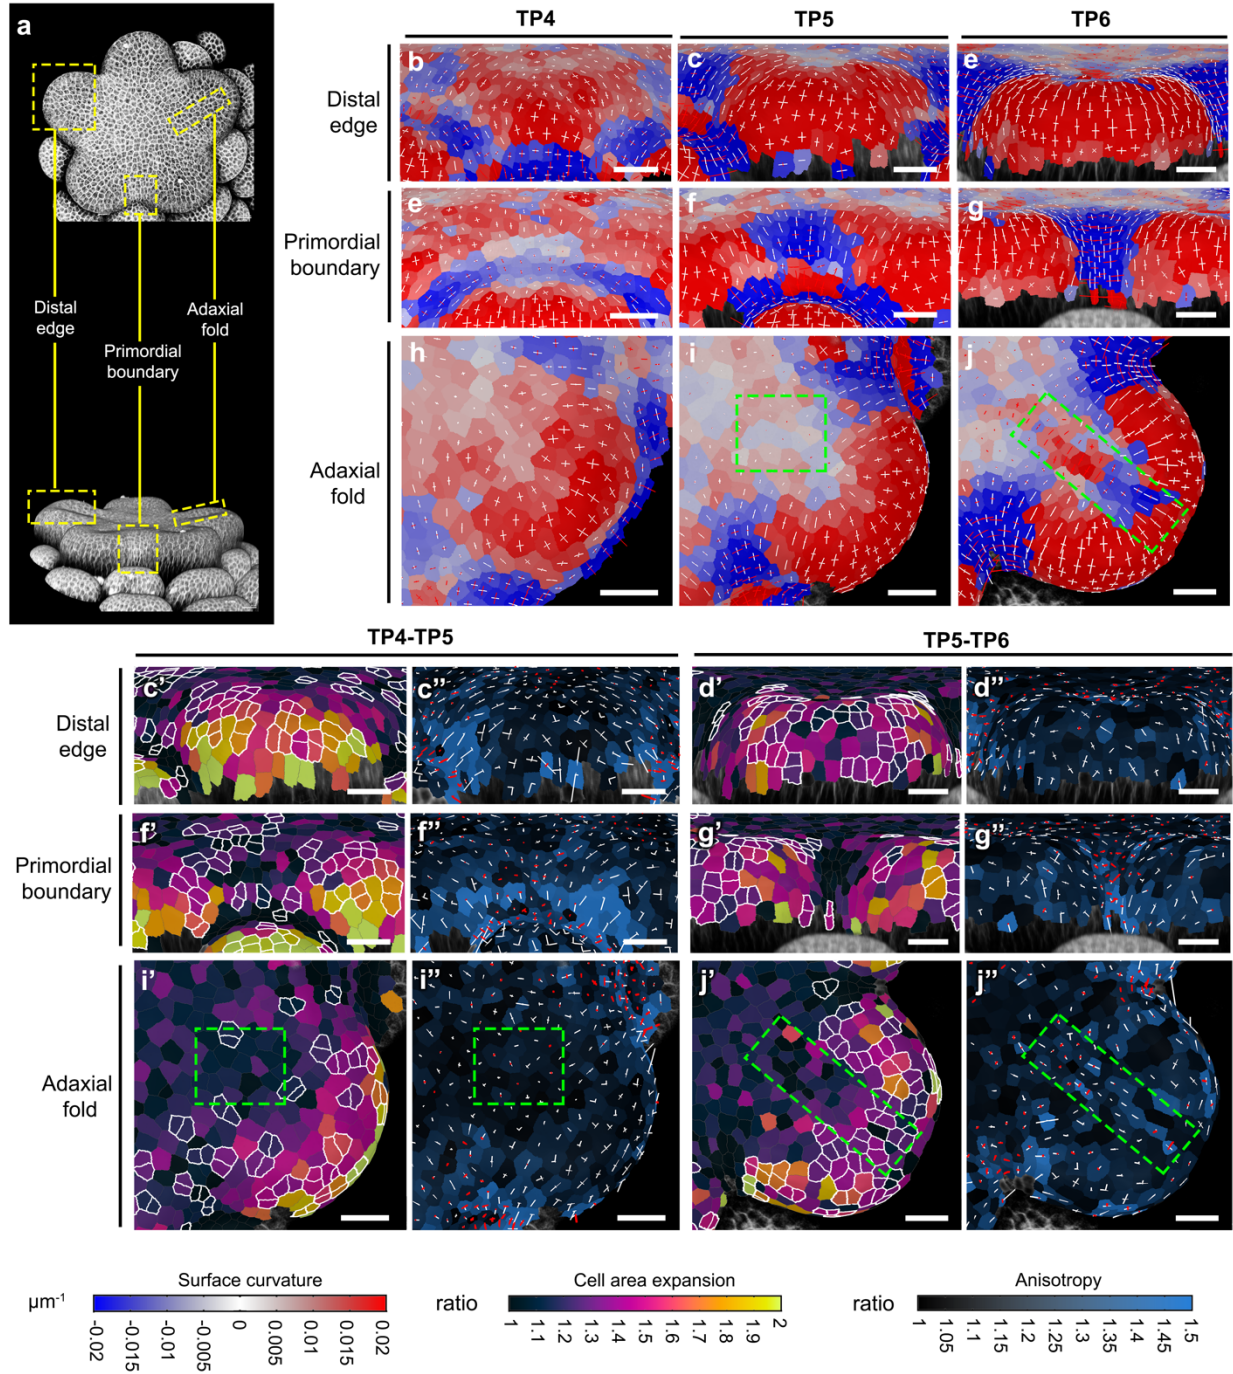 a
Distal
edge
Primordial
boundary
Adaxial
fold
TP4
TP5
TP6
Distal
edge
b
c
e
Primordial
boundary
e
f
g
Adaxial
fold
h
i
j
TP4-TP5
TP5-TP6
Distal
edge
c’
c”
d’
d”
Primordial
boundary
f’
f”
g’
g”
Adaxial
fold
i’
i”
j’
j”
Surface curvature
µm-1
-0.02
-0.015
-0.01
-0.005
0
0.005
0.01
0.015
0.02
Cell area expansion
ratio
1
1.1
1.2
1.3
1.4
1.5
1.6
1.7
1.8
1.9
2
Anisotropy
ratio
1
1.05
1.1
1.15
1.2
1.25
1.3
1.35
1.4
1.45
1.5